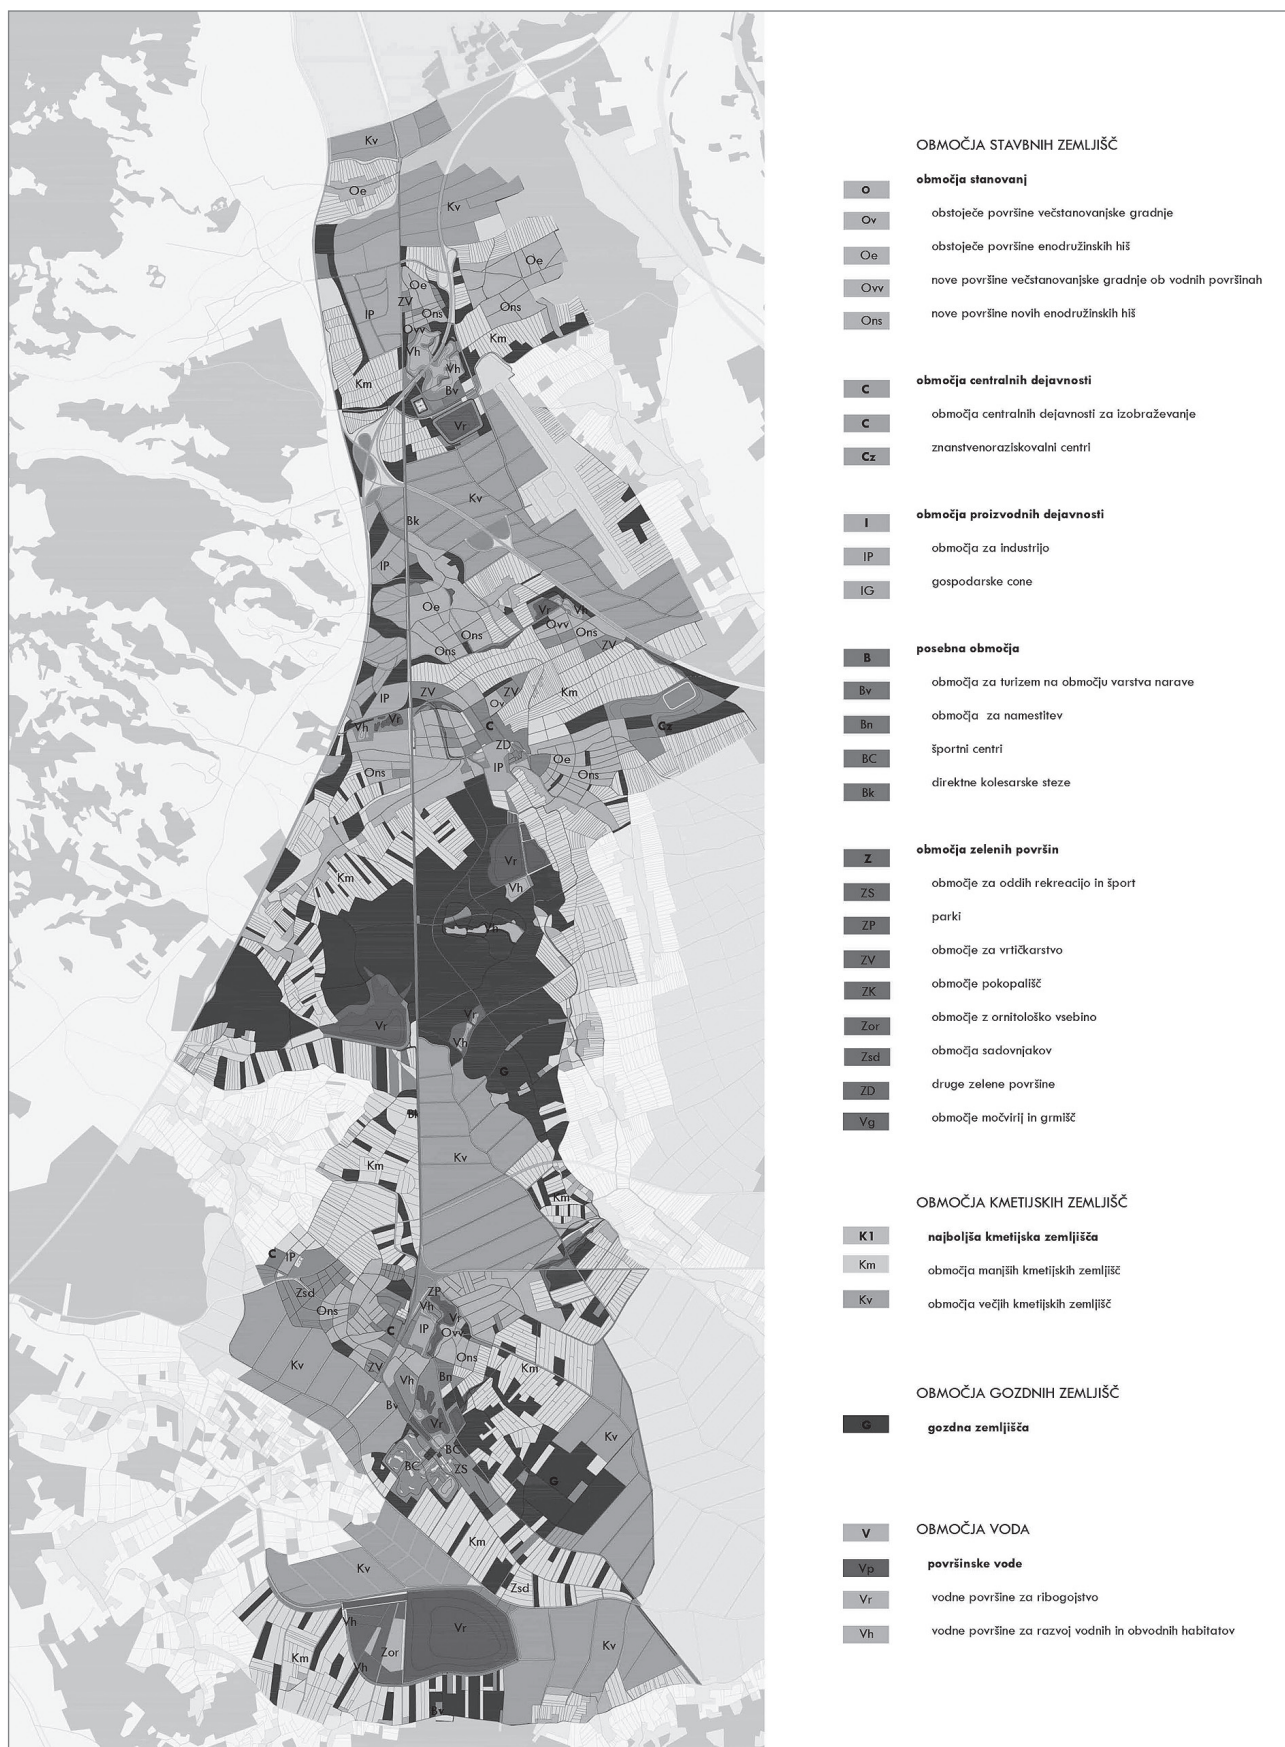 Kv
Oe
Kv
Oe
Oe
ZV
IP
Ons
Ons
Ovv
Km
Vh
Vh
Km
Bv
Vr
Kv
Bk
IP
Oe
Vr
Vh
Ovv
Ons
Ons
ZV
Ons
IP
ZV
ZV
Km
Ov
Vh
Vr
C
Cz
ZD
Oe
IP
Ons
Ons
Vr
Km
Vh
Vh
Vr
Vr
Vh
G
Kv
Km
Km
C
IP
Zsd
ZP
Vh
Ons
Vr
C
IP
Ovv
Kv
ZV
Ons
Km
Vh
Bn
Bv
Vr
Kv
BC
BC
ZS
G
Km
Kv
Zsd
Vh
Vr
Zor
Kv
Km
Vh
Bv
OBMOČJA STAVBNIH ZEMLJIŠČ
O območja stanovanj
Ov obstoječe površine večstanovanjske gradnje
Oe obstoječe površine enodružinskih hiš
Ovv nove površine večstanovanjske gradnje ob vodnih površinah
Ons nove površine novih enodružinskih hiš
C območja centralnih dejavnosti
C območja centralnih dejavnosti za izobraževanje
Cz znanstvenoraziskovalni centri
I območja proizvodnih dejavnosti
IP območja za industrijo
IG gospodarske cone
B posebna območja
Bv območja za turizem na območju varstva narave
Bn območja za namestitev
BC športni centri
Bk direktne kolesarske steze
Z območja zelenih površin
ZS območje za oddih rekreacijo in šport
ZP parki
ZV območje za vrtičkarstvo
ZK območje pokopališč
Zor območje z ornitološko vsebino
Zsd območja sadovnjakov
ZD druge zelene površine
Vg območje močvirij in grmišč
OBMOČJA KMETIJSKIH ZEMLJIŠČ
K1 najboljša kmetijska zemljišča
Km območja manjših kmetijskih zemljišč
Kv območja večjih kmetijskih zemljišč
OBMOČJA GOZDNIH ZEMLJIŠČ
G gozdna zemljišča
V OBMOČJA VODA
Vp površinske vode
Vr vodne površine za ribogojstvo
Vh vodne površine za razvoj vodnih in obvodnih habitatov